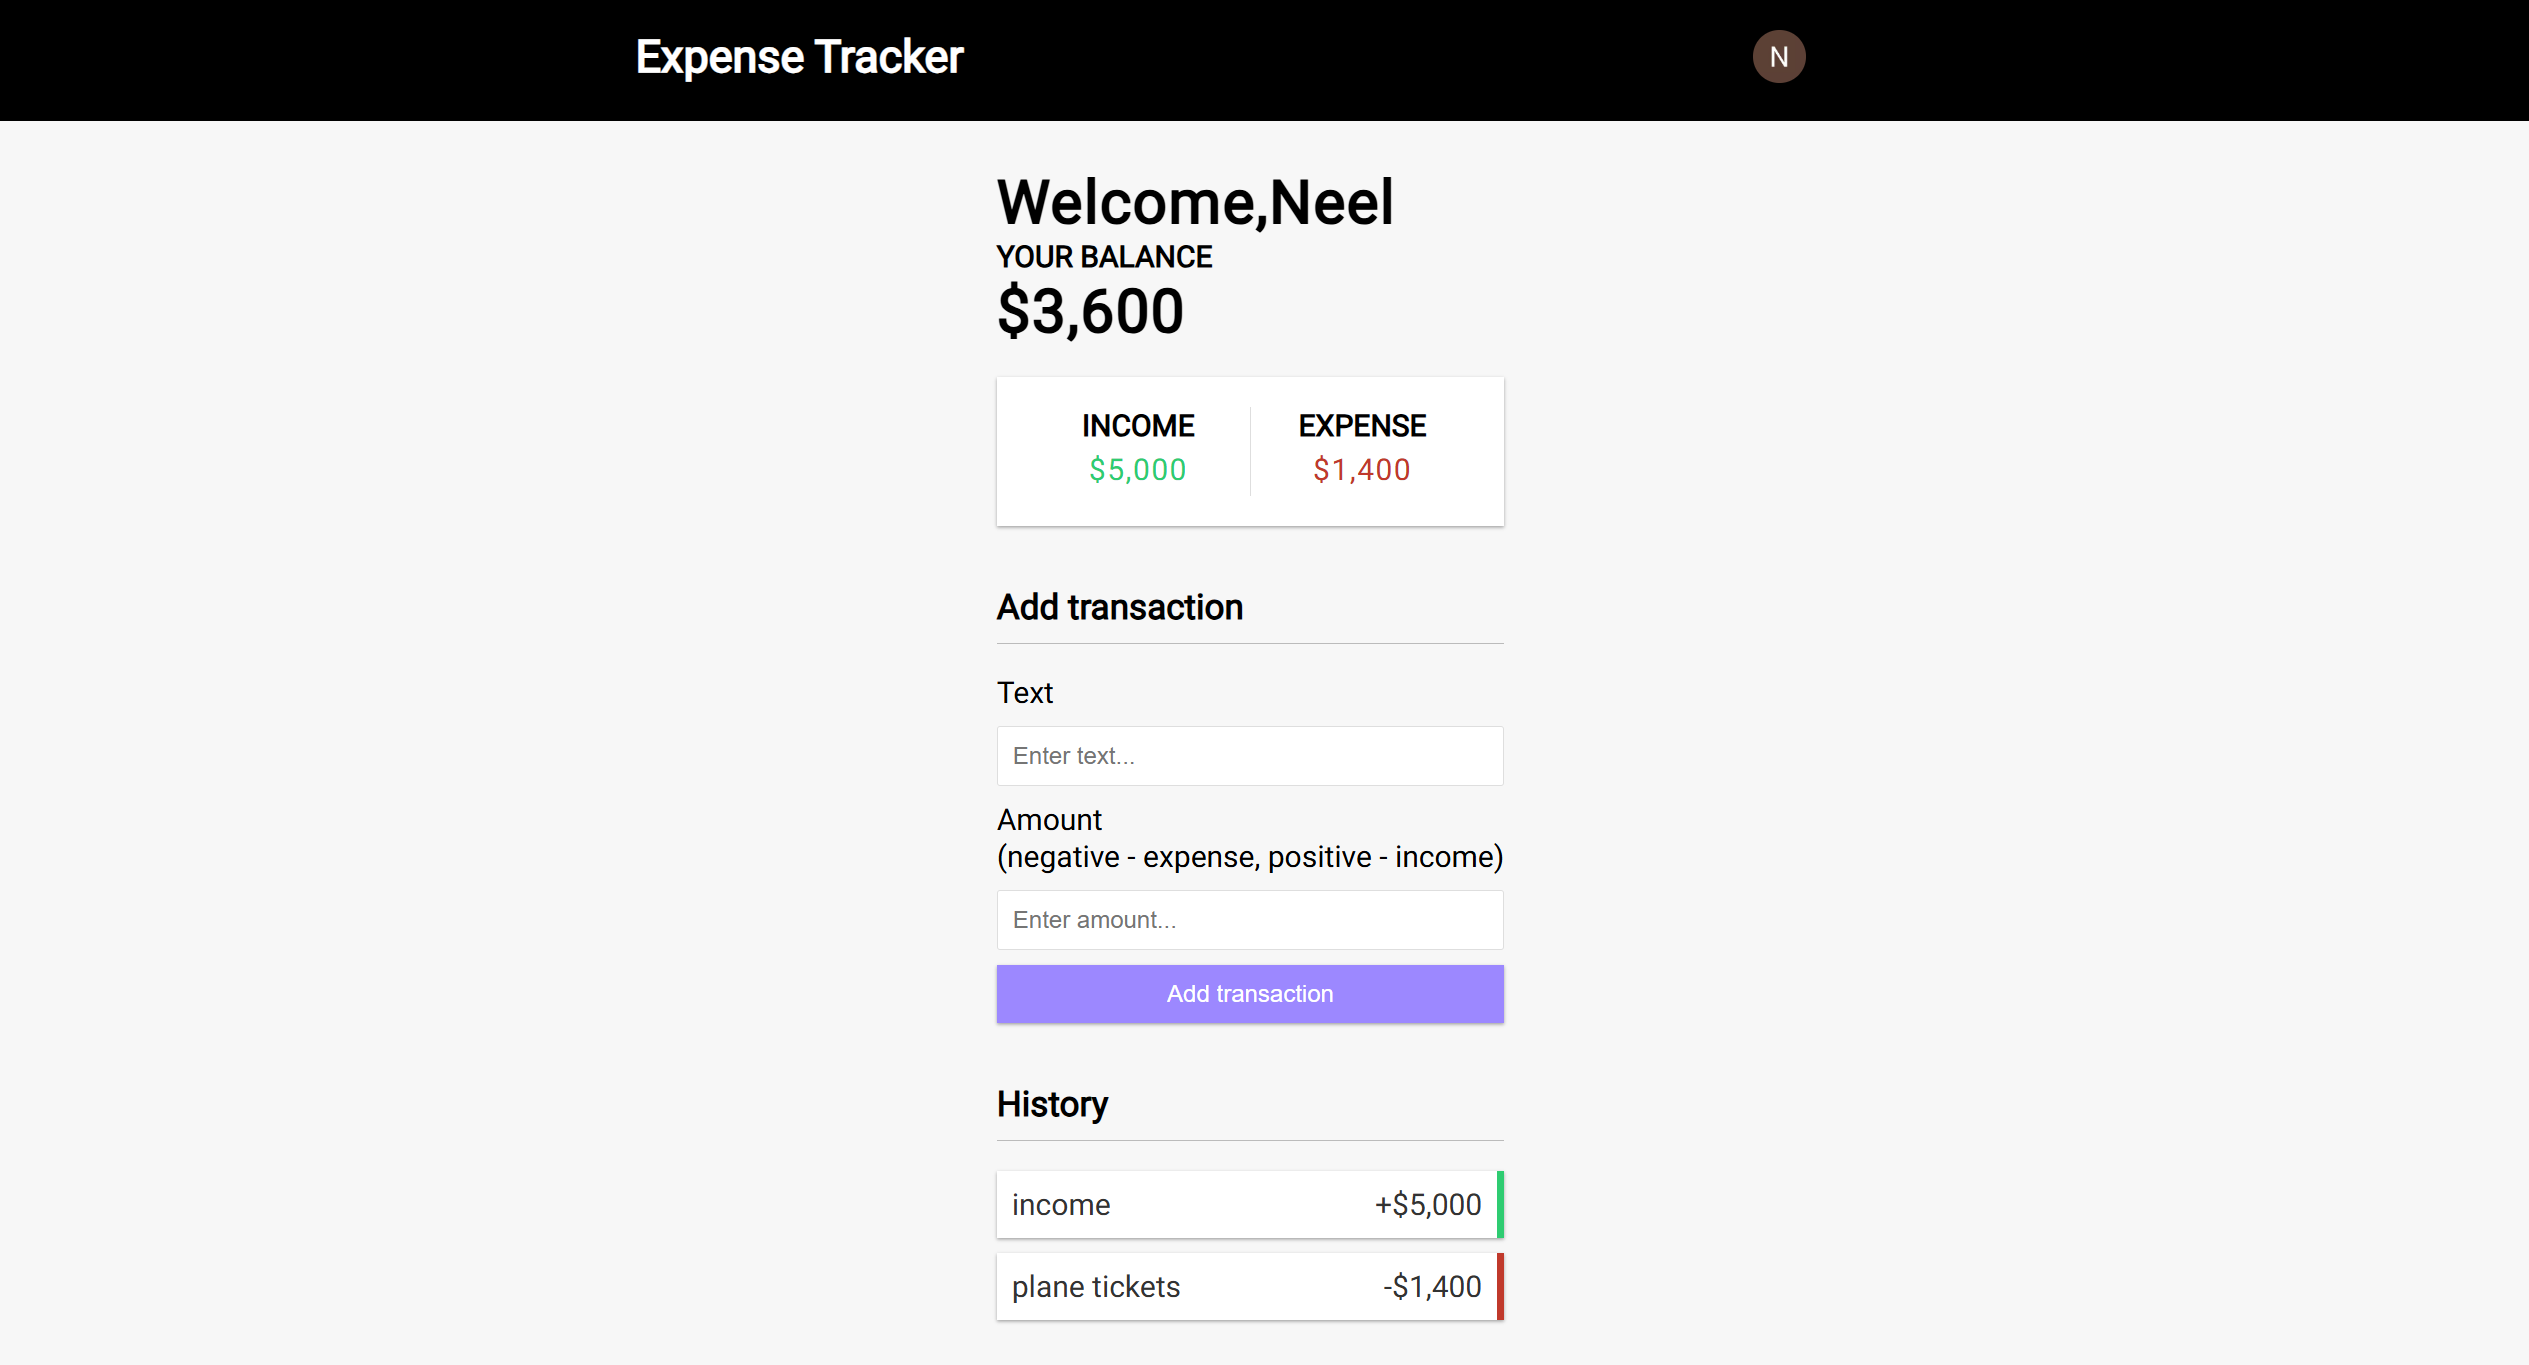 Expense Tracker
N
Welcome,Neel
YOUR BALANCE
$3,600
INCOME
EXPENSE
$5,000
$1,400
Add transaction
Text
Enter text...
Amount
(negative - expense, positive - income)
Enter amount...
Add transaction
History
income +$5,000
plane tickets -$1,400